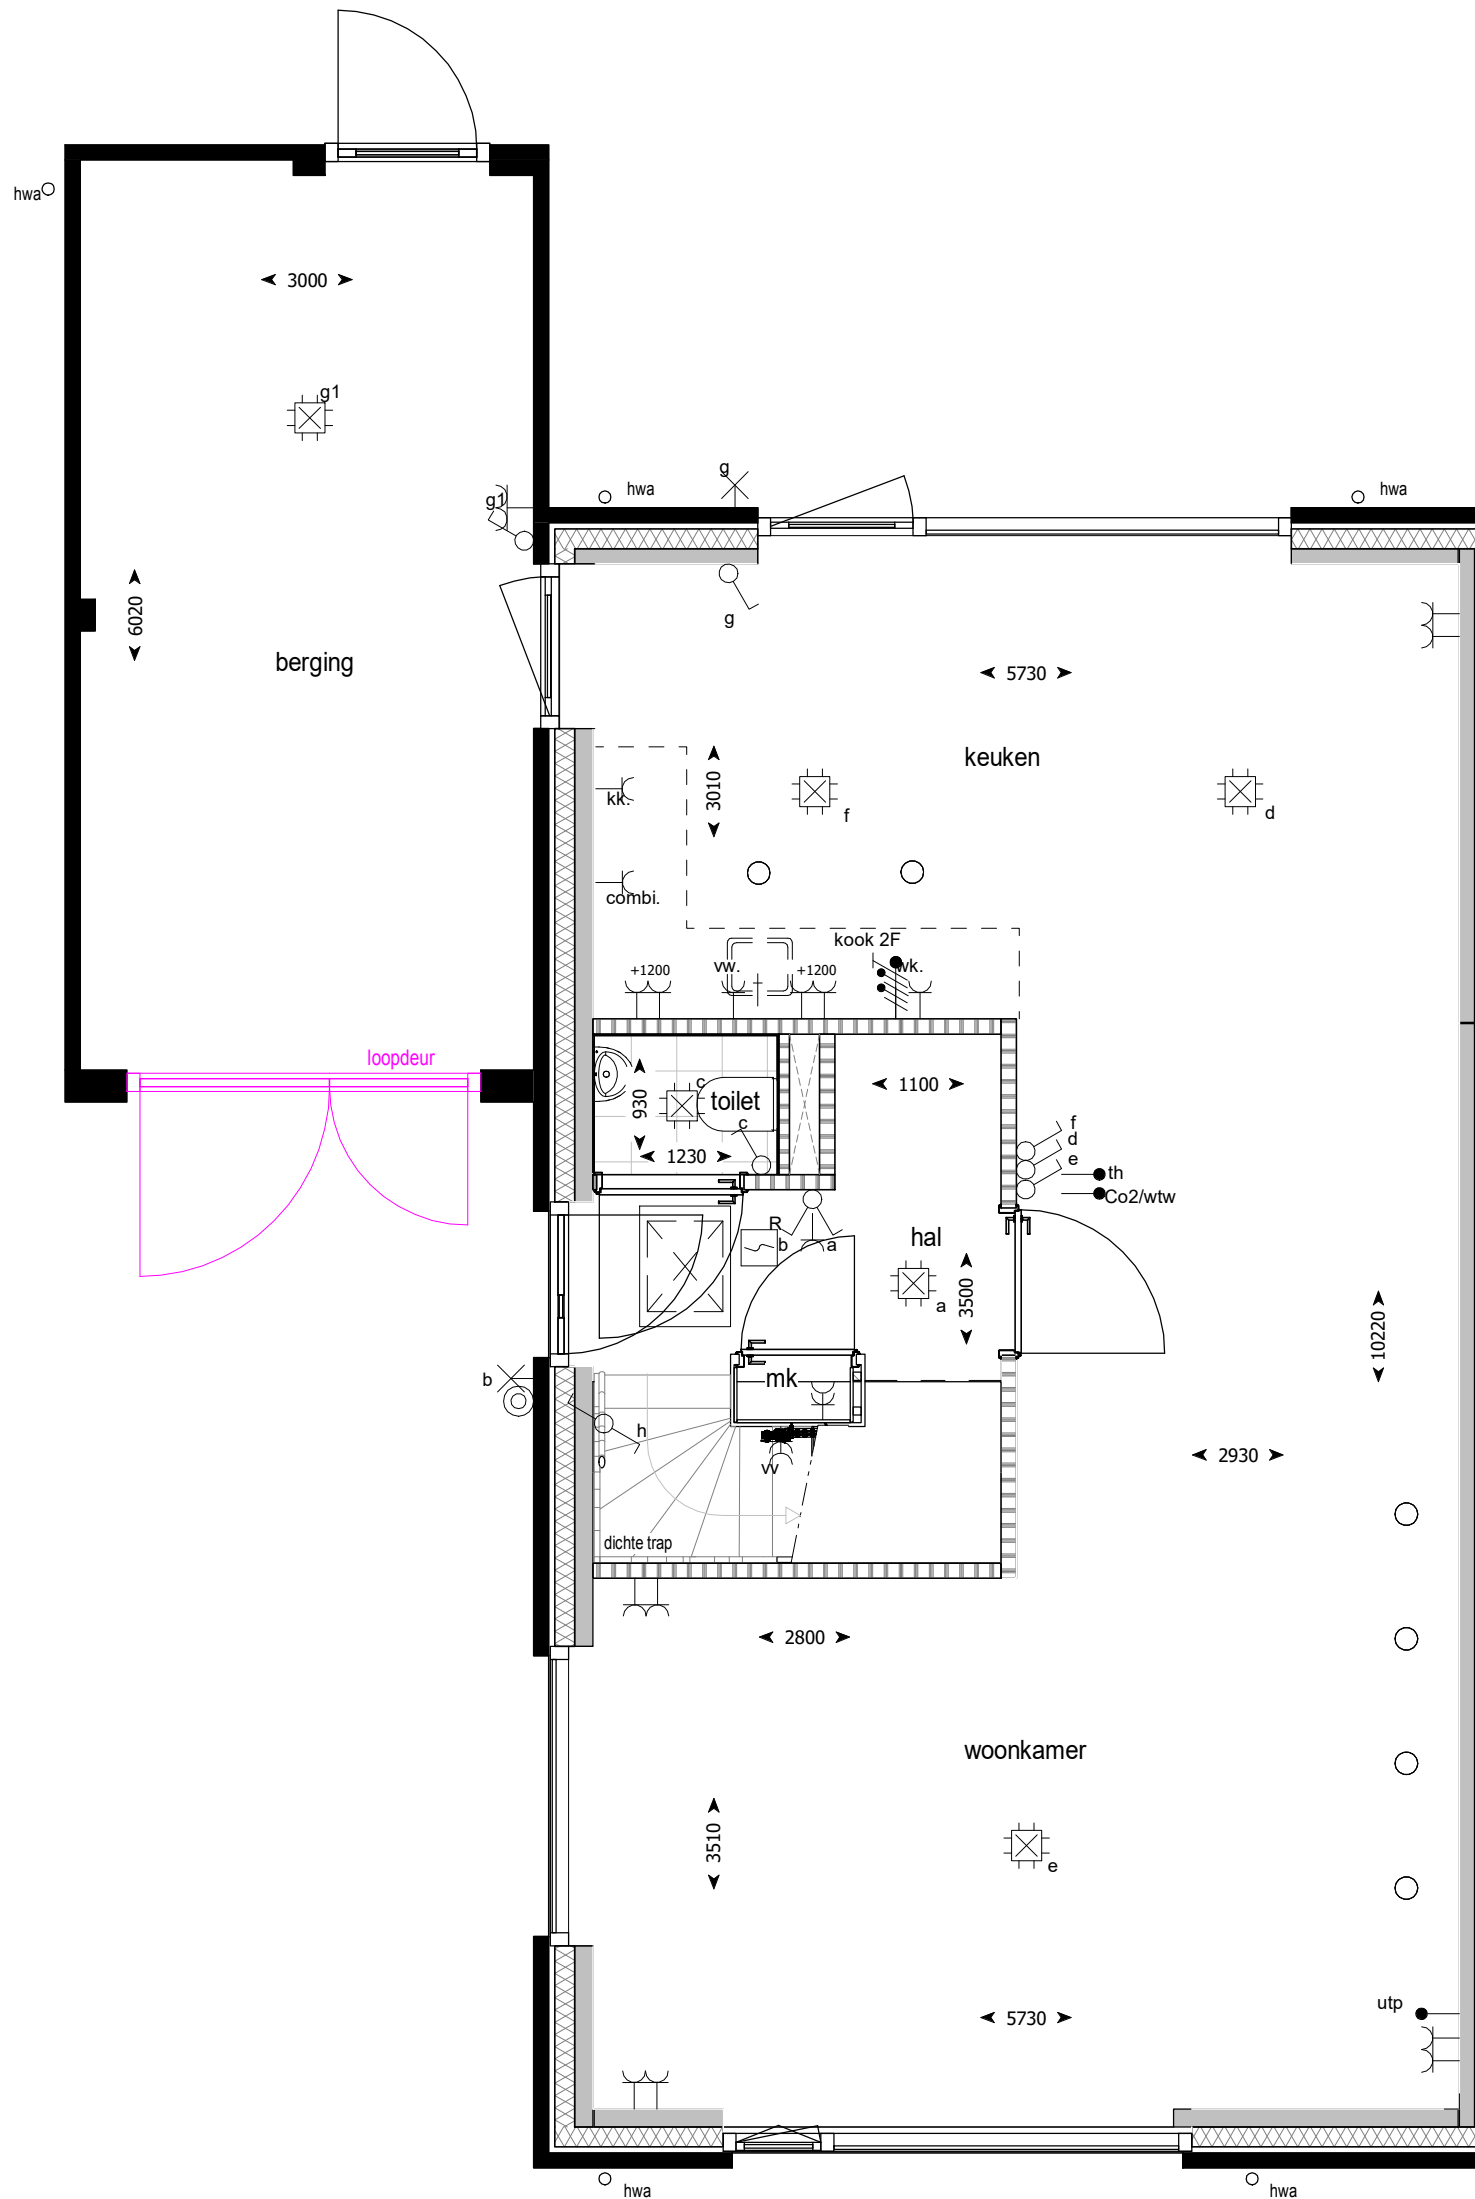 hwa
3000
g1
g1
g
hwa
hwa
g
6020
berging
5730
keuken
3010
kk.
f
d
combi.
kook 2F
+1200
vw.
+1200
wk.
loopdeur
c
930
toilet
1100
c
1230
f
d
e
th
Co2/wtw
R
b
a
hal
a
3500
10220
b
mk
h
0
vv
2930
dichte trap
2800
woonkamer
3510
e
utp
5730
hwa
hwa